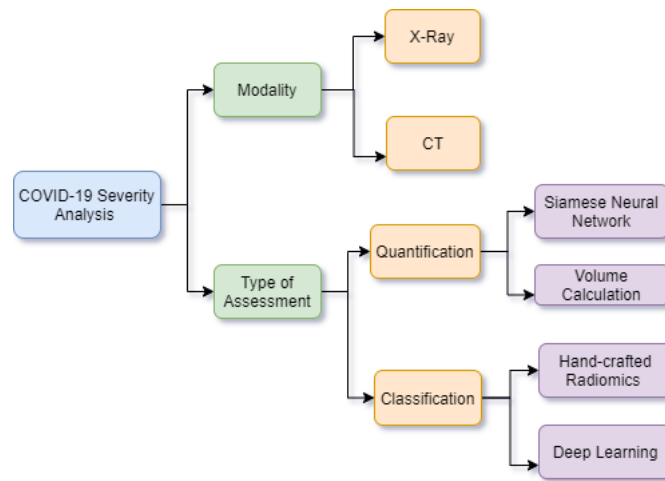 X-Ray
Modality
CT
COVID-19 Severity
Analysis
Siamese Neural
Network
Quantification
Type of
Assessment
Volume
Calculation
Hand-crafted
Radiomics
Classification
Deep Learning